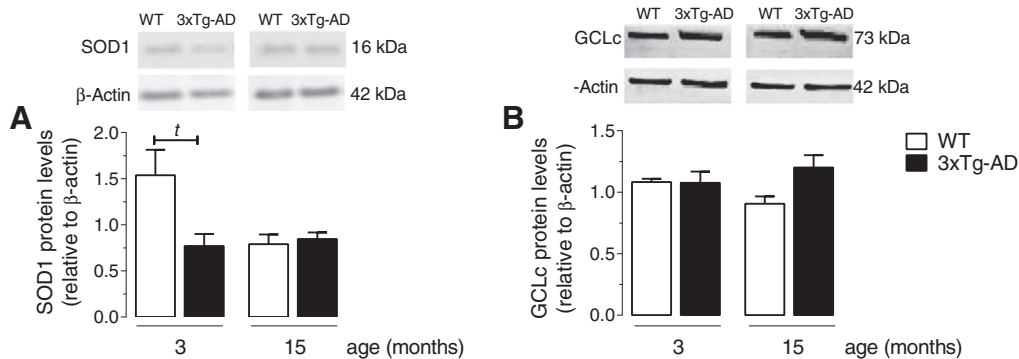 WT 3xTg-AD WT 3xTg-AD
SOD1 16 kDa
β-Actin 42 kDa
A
t
2.0
1.5
1.0
0.5
0.0
SOD1 protein levels
(relative to β-actin)
3 15 age (months)
WT 3xTg-AD WT 3xTg-AD
GCLc 73 kDa
-Actin 42 kDa
B
1.5
1.0
0.5
0.0
GCLc protein levels
(relative to β-actin)
3 15 age (months)
WT
3xTg-AD